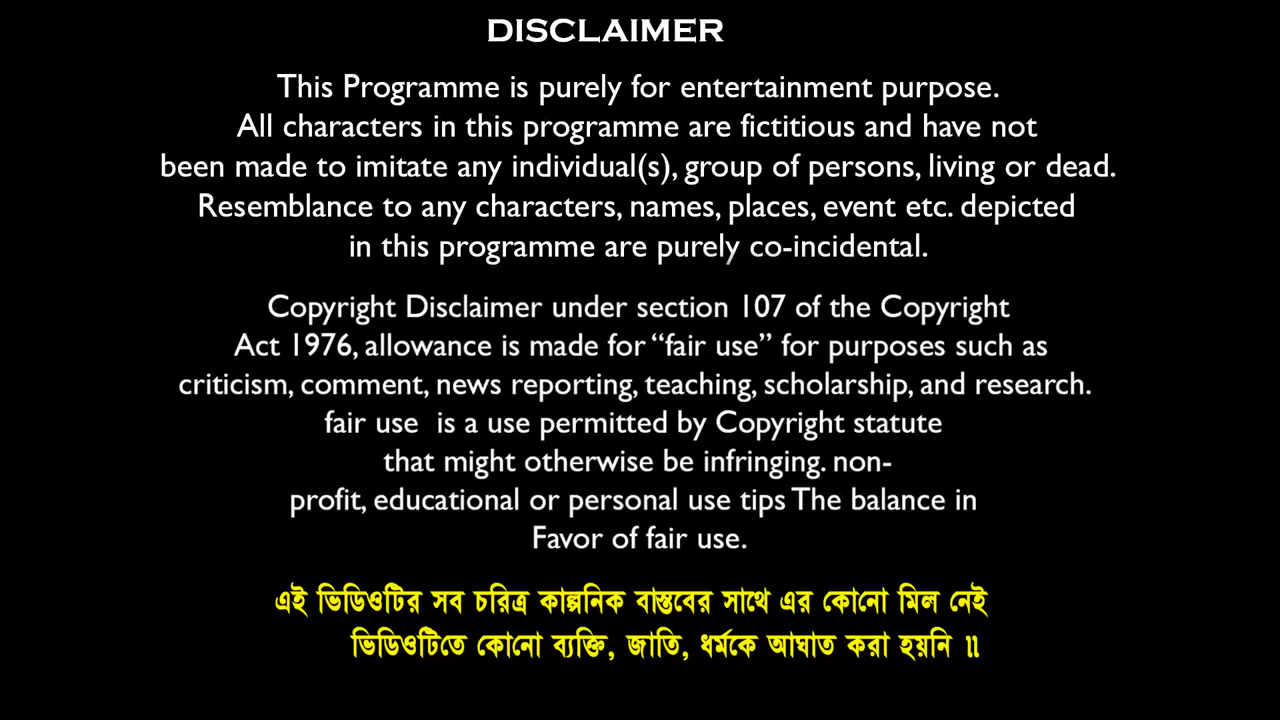 DISCLAIMER
This Programme is purely for entertainment purpose.
All characters in this programme are fictitious and have not
been made to imitate any individual(s), group of persons, living or dead.
Resemblance to any characters, names, places, event etc. depicted
in this programme are purely co-incidental.
Copyright Disclaimer under section 107 of the Copyright
Act 1976, allowance is made for “fair use” for purposes such as
criticism, comment, news reporting, teaching, scholarship, and research.
fair use is a use permitted by Copyright statute
that might otherwise be infringing. non-
profit, educational or personal use tips The balance in
Favor of fair use.
এই ভিডিওটির সব চরিত্র কাল্পনিক বাস্তবের সাথে এর কোনো মিল নেই
ভিডিওটিতে কোনো ব্যক্তি, জাতি, ধর্মকে আঘাত করা হয়নি ॥